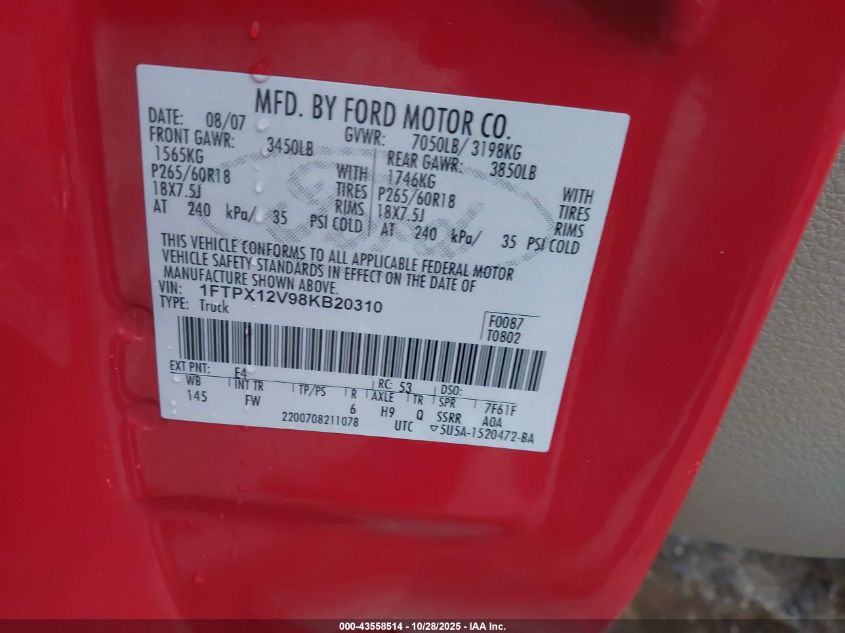 MFD. BY FORD MOTOR CO.
DATE: 08/07 GVWR: 7050LB/ 3198KG
FRONT GAWR: 3450LB REAR GAWR: 3850LB
1565KG WITH 1746KG WITH
P265/60R18 TIRES P265/60R18 TIRES
18X7.5J RIMS 18X7.5J RIMS
AT 240 kPa/ 35 PSI COLD AT 240 kPa/ 35 PSI COLD
THIS VEHICLE CONFORMS TO ALL APPLICABLE FEDERAL MOTOR
VEHICLE SAFETY STANDARDS IN EFFECT ON THE DATE OF
MANUFACTURE SHOWN ABOVE.
VIN: 1FTPX12V98KB20310
TYPE: Truck
F0087
T0802
EXT PNT: E4 RC: 53 DSO:
WB INT TR TP/PS R AXLE TR SPR 7F61F
145 FW 6 H9 Q SSRR A0A
2200708211078 UTC ▽5U5A-1520472-BA
Ford
000-43558514 | 10/28/2025 | IAA Inc.